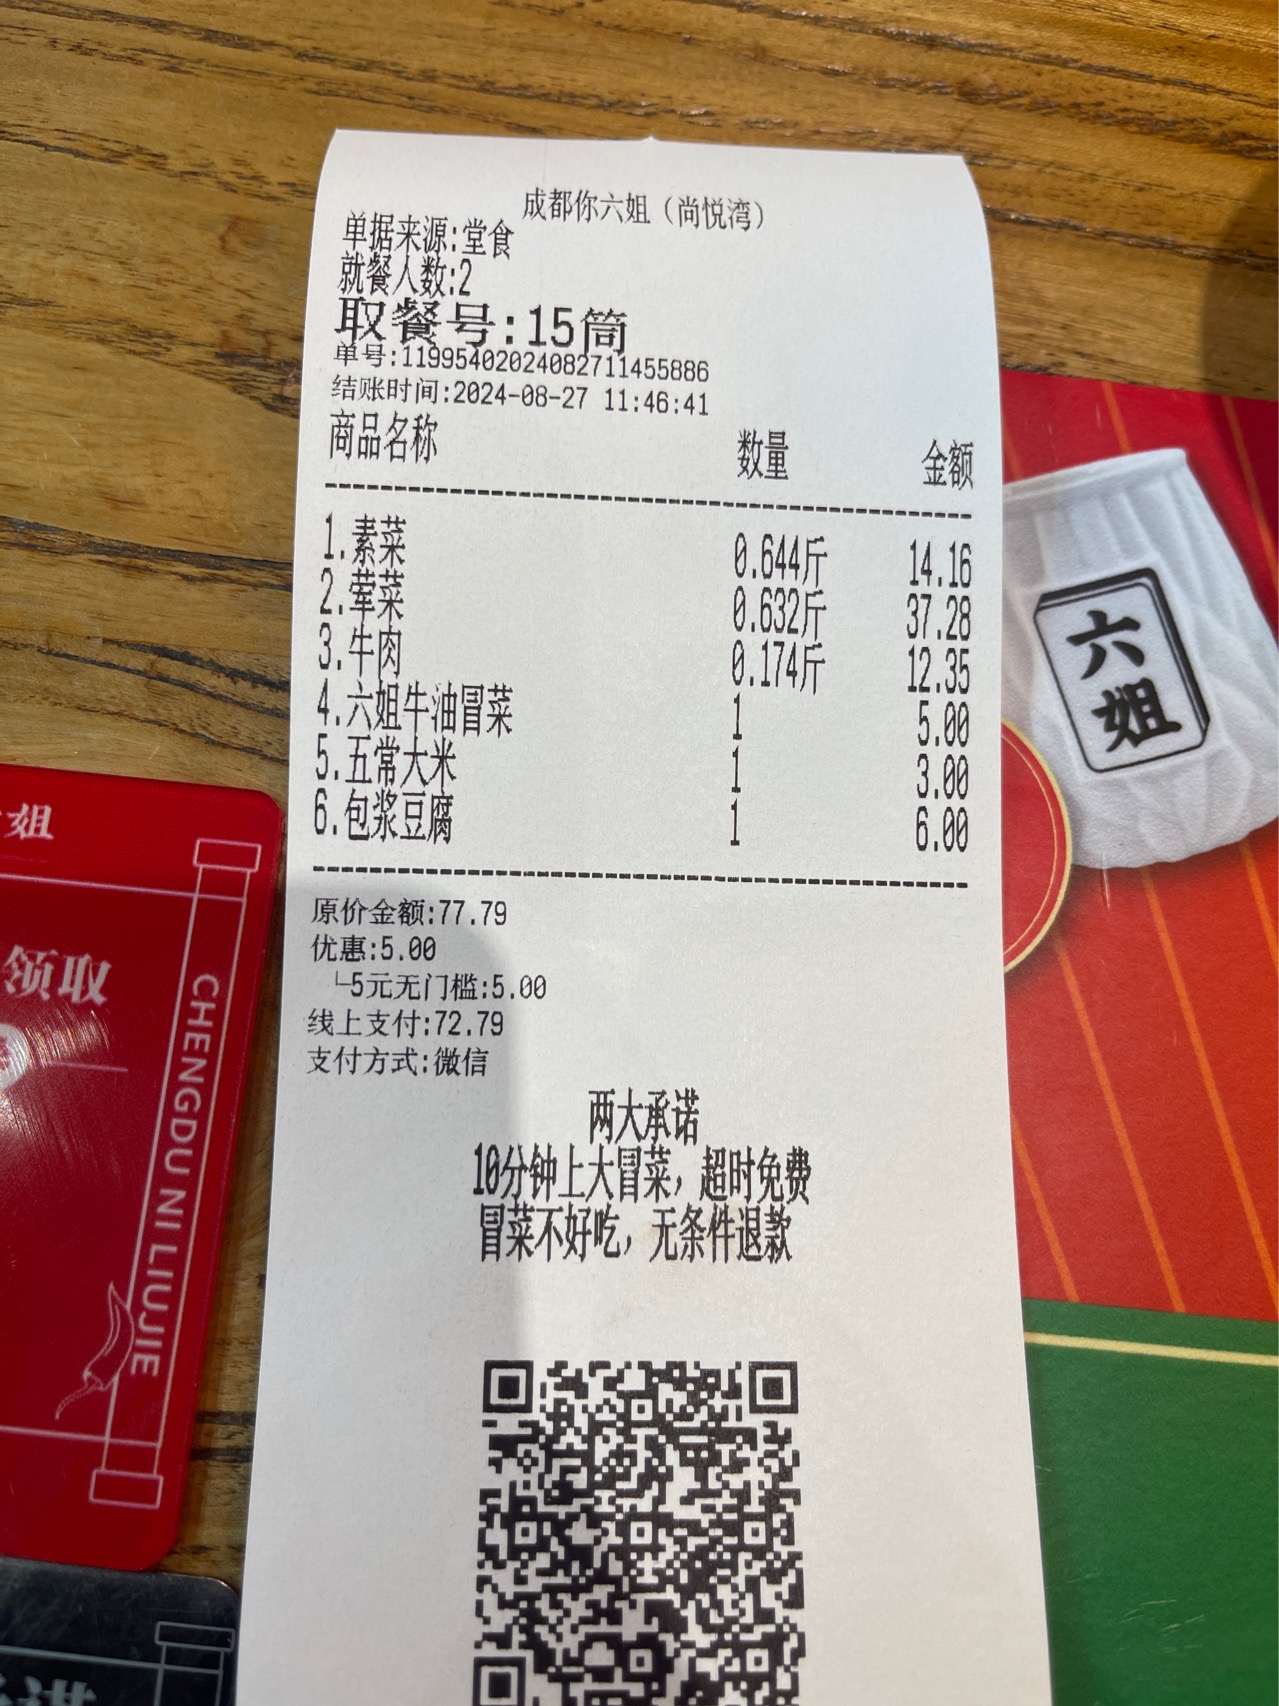 成都你六姐（尚悦湾）
单据来源:堂食
就餐人数:2
取餐号:15筒
单号:11995402024082711455886
结账时间:2024-08-27 11:46:41
商品名称 数量 金额
1.素菜 0.644斤 14.16
2.荤菜 0.632斤 37.28
3.牛肉 0.174斤 12.35
4.六姐牛油冒菜 1 5.00
5.五常大米 1 3.00
6.包浆豆腐 1 6.00
原价金额:77.79
优惠:5.00
└5元无门槛:5.00
线上支付:72.79
支付方式:微信
两大承诺
10分钟上大冒菜，超时免费
冒菜不好吃，无条件退款
六姐
姐
领取
CHENGDU NI LIUJIE